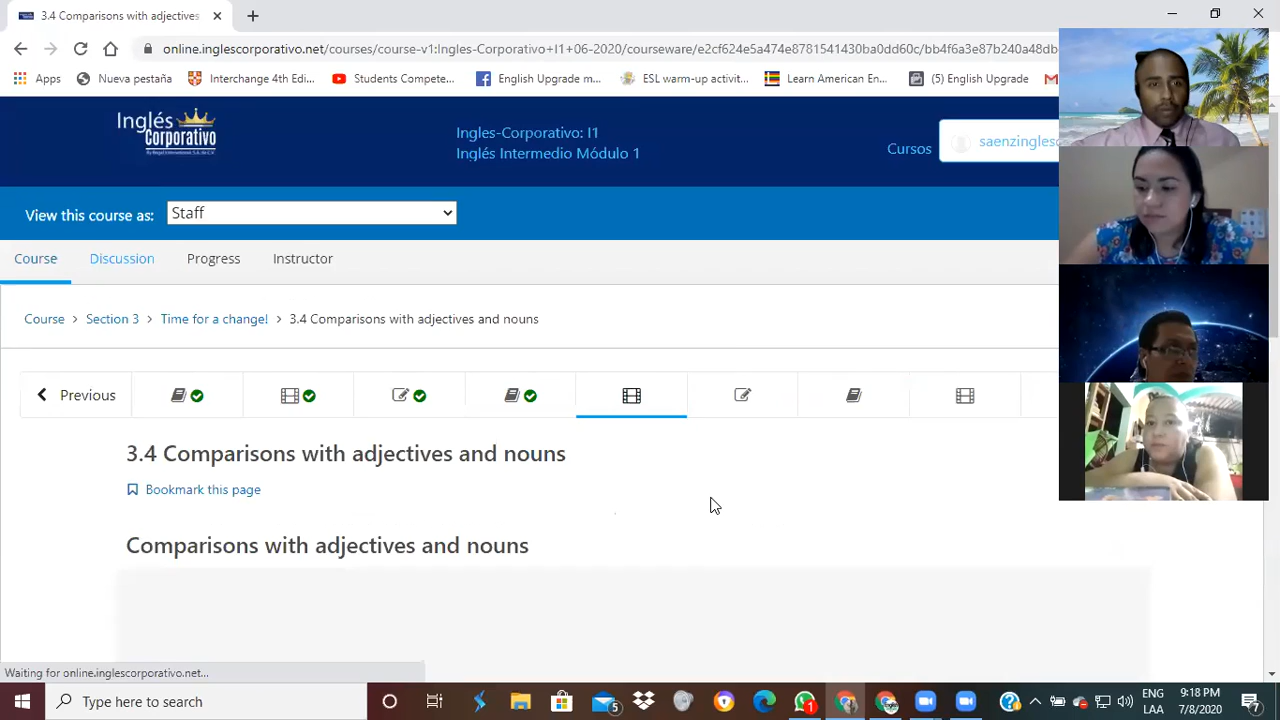 3.4 Comparisons with adjectives
online.inglescorporativo.net/courses/course-v1:Ingles-Corporativo+I1+06-2020/courseware/e2cf624e5a474e8781541430ba0dd60c/bb4f6a3e87b240a48db
Apps Nueva pestaña Interchange 4th Edi... Students Compete... English Upgrade m... ESL warm-up activit... Learn American En... (5) English Upgrade
Inglés
Corporativo
Ingles-Corporativo: I1
Inglés Intermedio Módulo 1
Cursos
saenzinglesc
View this course as: Staff
Course Discussion Progress Instructor
Course > Section 3 > Time for a change! > 3.4 Comparisons with adjectives and nouns
Previous
3.4 Comparisons with adjectives and nouns
Bookmark this page
Comparisons with adjectives and nouns
Waiting for online.inglescorporativo.net...
Type here to search
5
1
ENG
LAA
9:18 PM
7/8/2020
7